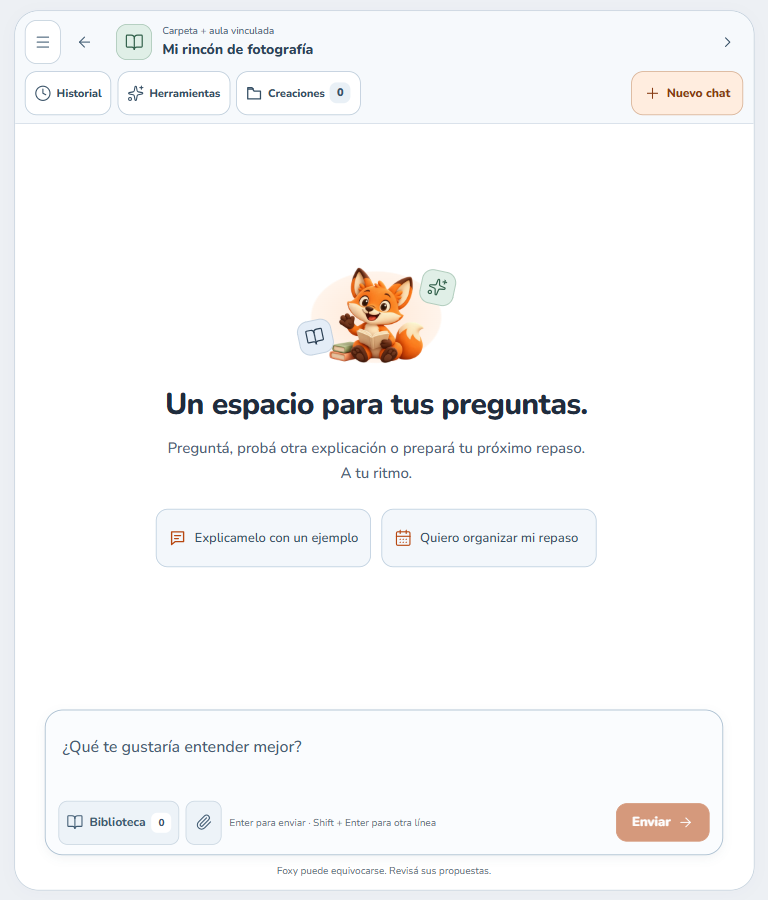 Carpeta + aula vinculada
Mi rincón de fotografía
Historial
Herramientas
Creaciones 0
Nuevo chat
Un espacio para tus preguntas.
Preguntá, probá otra explicación o prepará tu próximo repaso.
A tu ritmo.
Explicamelo con un ejemplo
Quiero organizar mi repaso
¿Qué te gustaría entender mejor?
Biblioteca 0
Enter para enviar · Shift + Enter para otra línea
Enviar
Foxy puede equivocarse. Revisá sus propuestas.